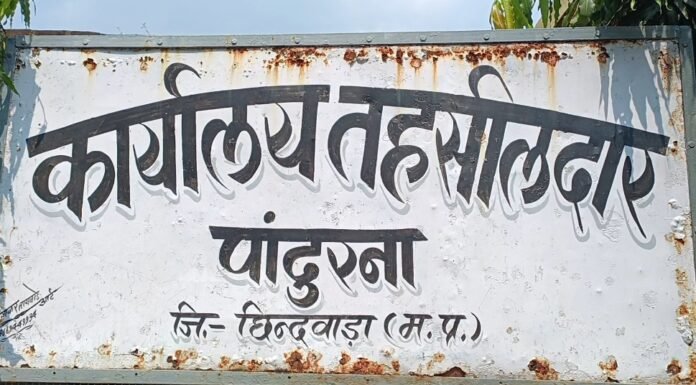 कार्यालय तहसीलदार
पांदुरना
जि.- छिन्दवाड़ा (म.प्र.)